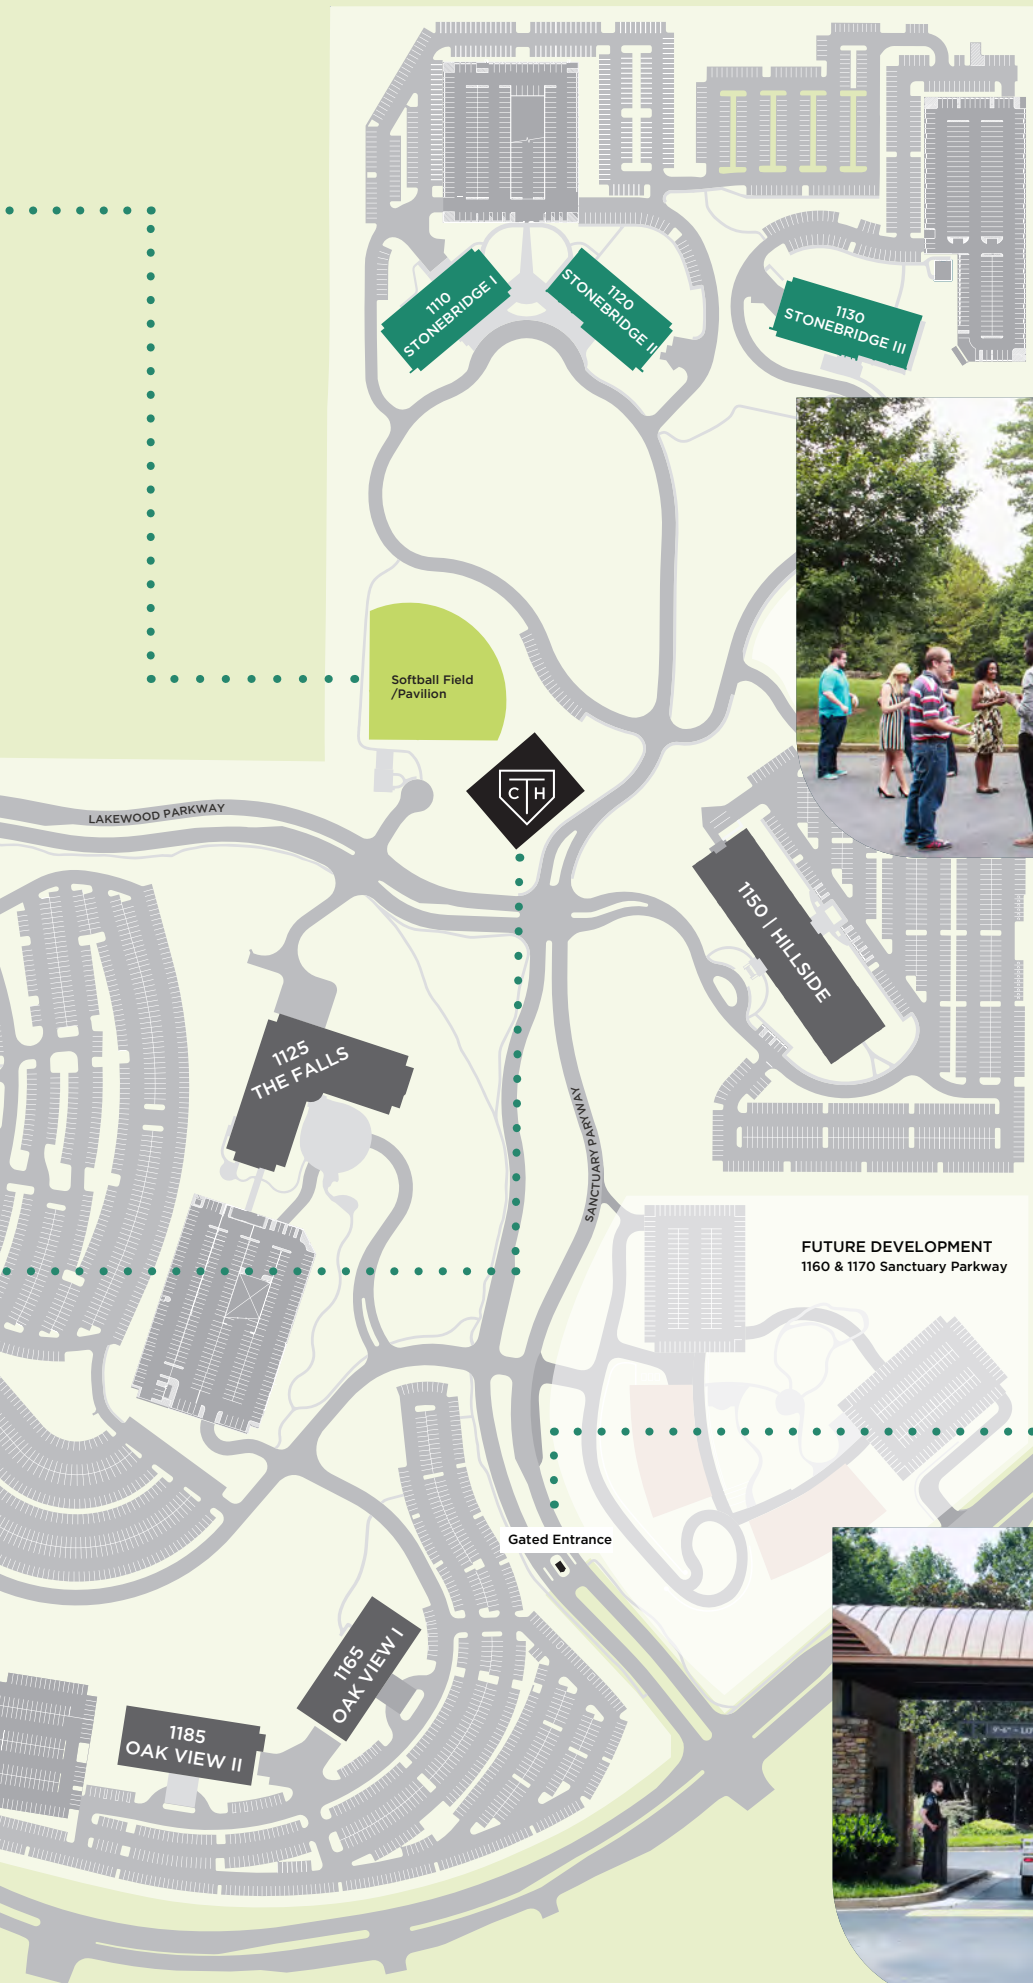 1110
STONEBRIDGE I
1120
STONEBRIDGE II
1130
STONEBRIDGE III
Softball Field
/Pavilion
C T H
LAKEWOOD PARKWAY
1150 | HILLSIDE
1125
THE FALLS
SANCTUARY PARYWAY
FUTURE DEVELOPMENT
1160 & 1170 Sanctuary Parkway
Gated Entrance
1165
OAK VIEW I
1185
OAK VIEW II